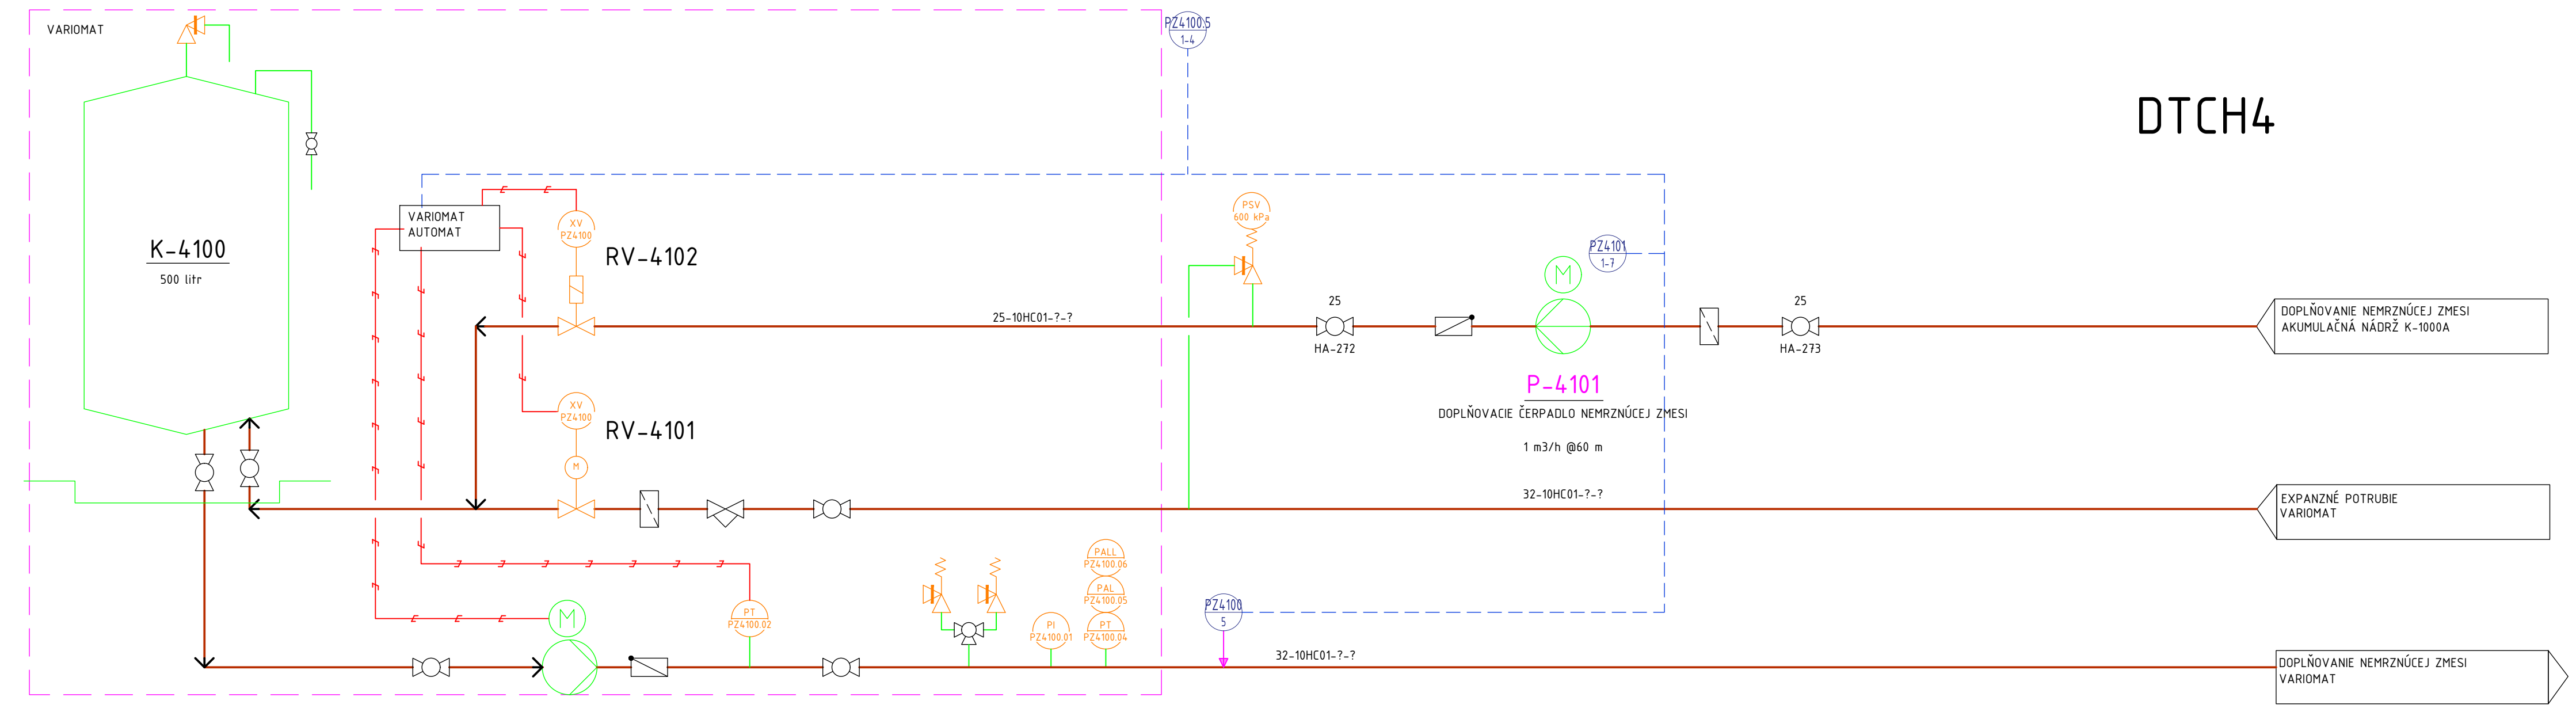 VARIOMAT
PZ4100.5
1-4
DTCH4
K-4100
500 litr
VARIOMAT
AUTOMAT
XV
PZ4100
RV-4102
PSV
600 kPa
PZ4101
1-7
M
25-10HC01-?-?
25
HA-272
25
HA-273
DOPLŇOVANIE NEMRZNÚCEJ ZMESI
AKUMULAČNÁ NÁDRŽ K-1000A
P-4101
DOPLŇOVACIE ČERPADLO NEMRZNÚCEJ ZMESI
1 m3/h @60 m
XV
PZ4100
RV-4101
M
32-10HC01-?-?
EXPANZNÉ POTRUBIE
VARIOMAT
M
PT
PZ4100.02
PI
PZ4100.01
PALL
PZ4100.06
PAL
PZ4100.05
PT
PZ4100.04
PZ4100
5
32-10HC01-?-?
DOPLŇOVANIE NEMRZNÚCEJ ZMESI
VARIOMAT